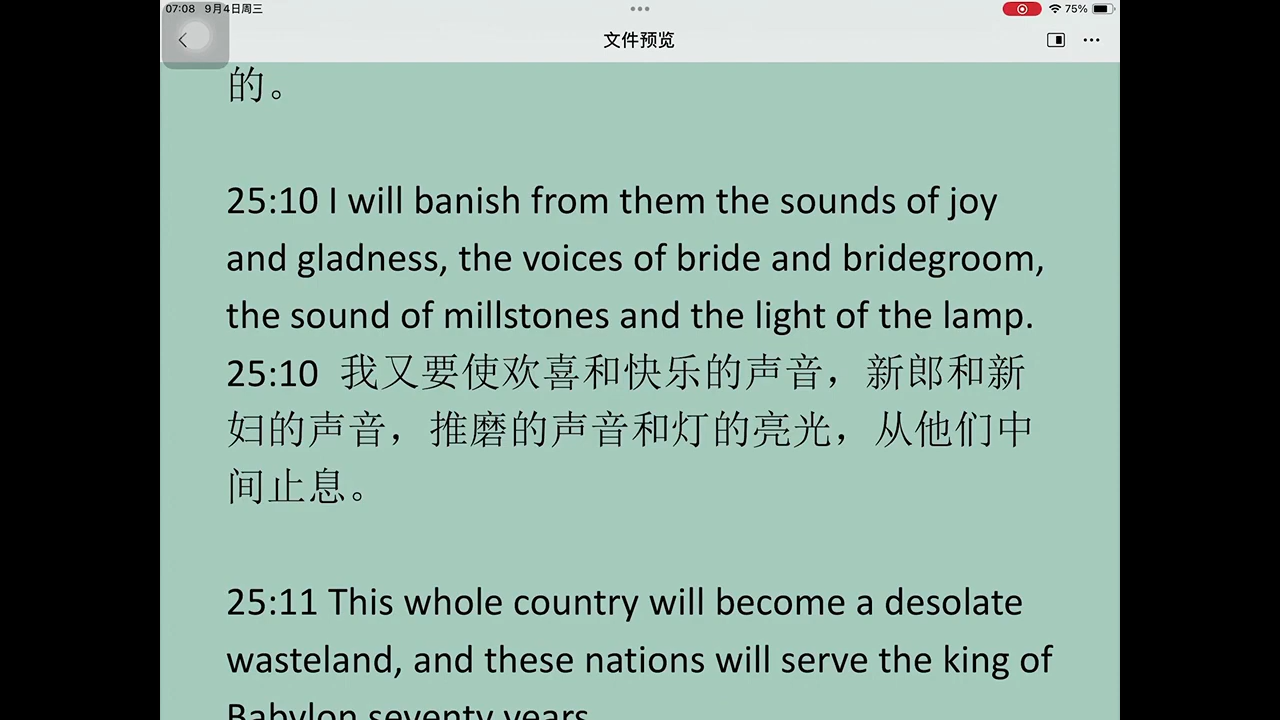 07:08 9月4日周三
75%
文件预览
的。
25:10 I will banish from them the sounds of joy
and gladness, the voices of bride and bridegroom,
the sound of millstones and the light of the lamp.
25:10 我又要使欢喜和快乐的声音，新郎和新
妇的声音，推磨的声音和灯的亮光，从他们中
间止息。
25:11 This whole country will become a desolate
wasteland, and these nations will serve the king of
Babylon seventy years